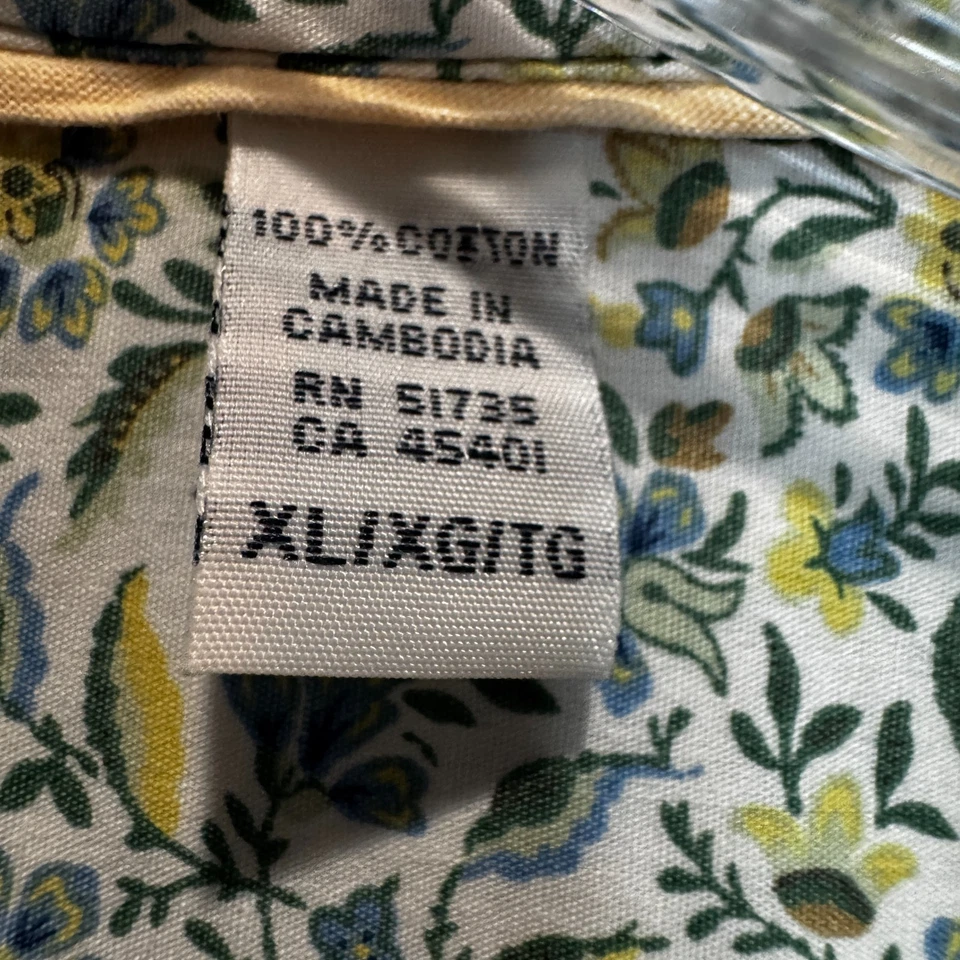 100% COTTON
MADE IN
CAMBODIA
RN 51735
CA 45401
XL/XG/TG